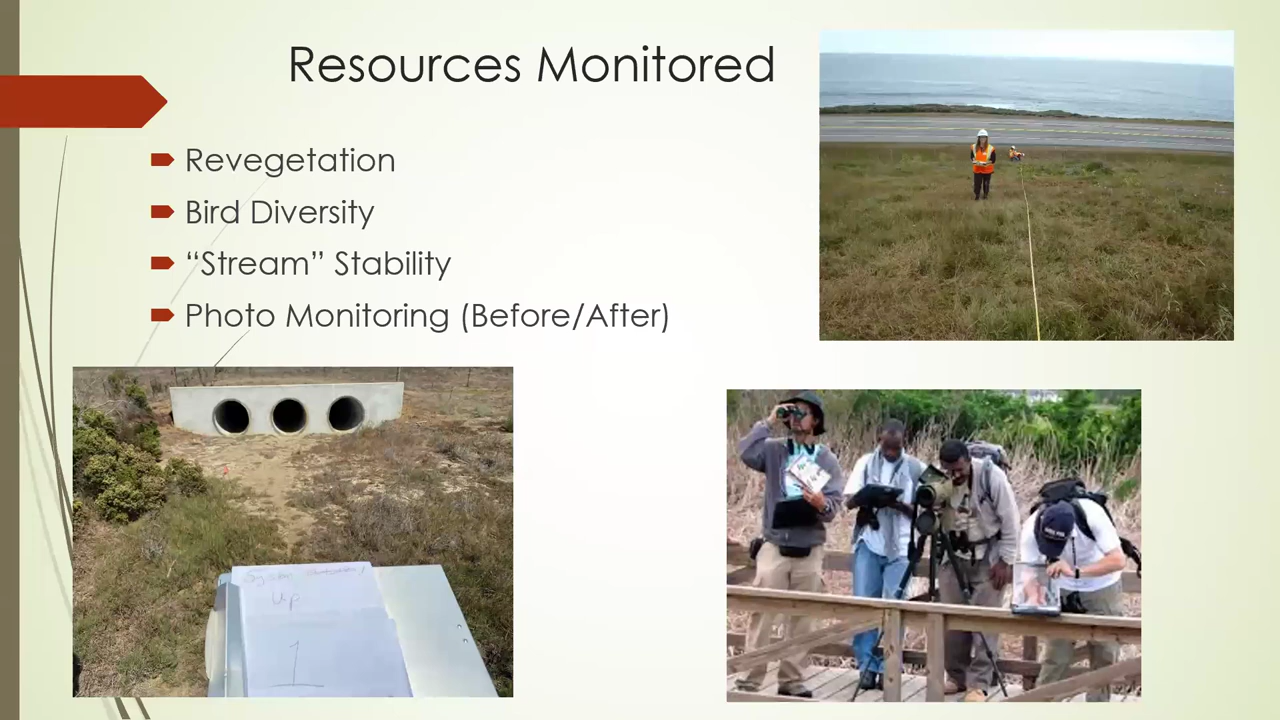 Resources Monitored
Revegetation
Bird Diversity
“Stream” Stability
Photo Monitoring (Before/After)
up
1